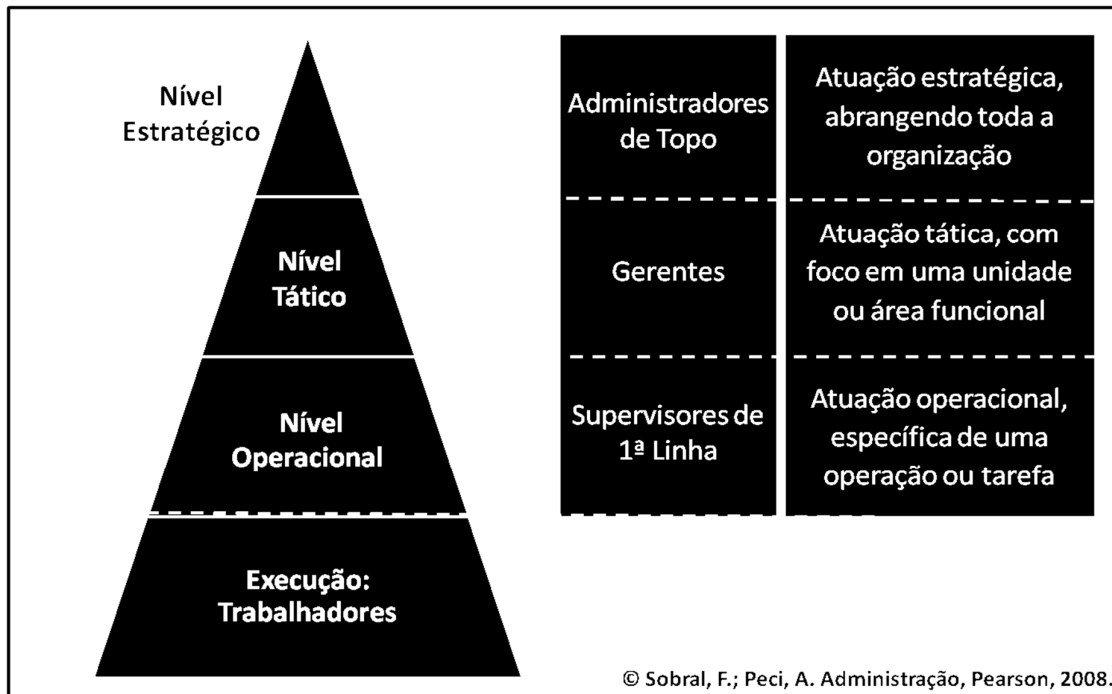 Nível
Estratégico
Nível
Tático
Nível
Operacional
Execução:
Trabalhadores
Administradores
de Topo
Atuação estratégica,
abrangendo toda a
organização
Gerentes
Atuação tática, com
foco em uma unidade
ou área funcional
Supervisores de
1ª Linha
Atuação operacional,
específica de uma
operação ou tarefa
© Sobral, F.; Peci, A. Administração, Pearson, 2008.